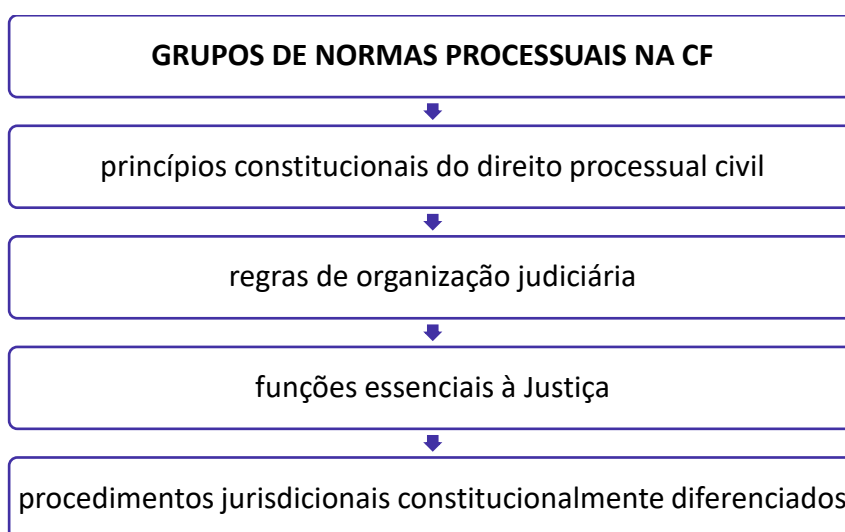 GRUPOS DE NORMAS PROCESSUAIS NA CF
princípios constitucionais do direito processual civil
regras de organização judiciária
funções essenciais à Justiça
procedimentos jurisdicionais constitucionalmente diferenciados